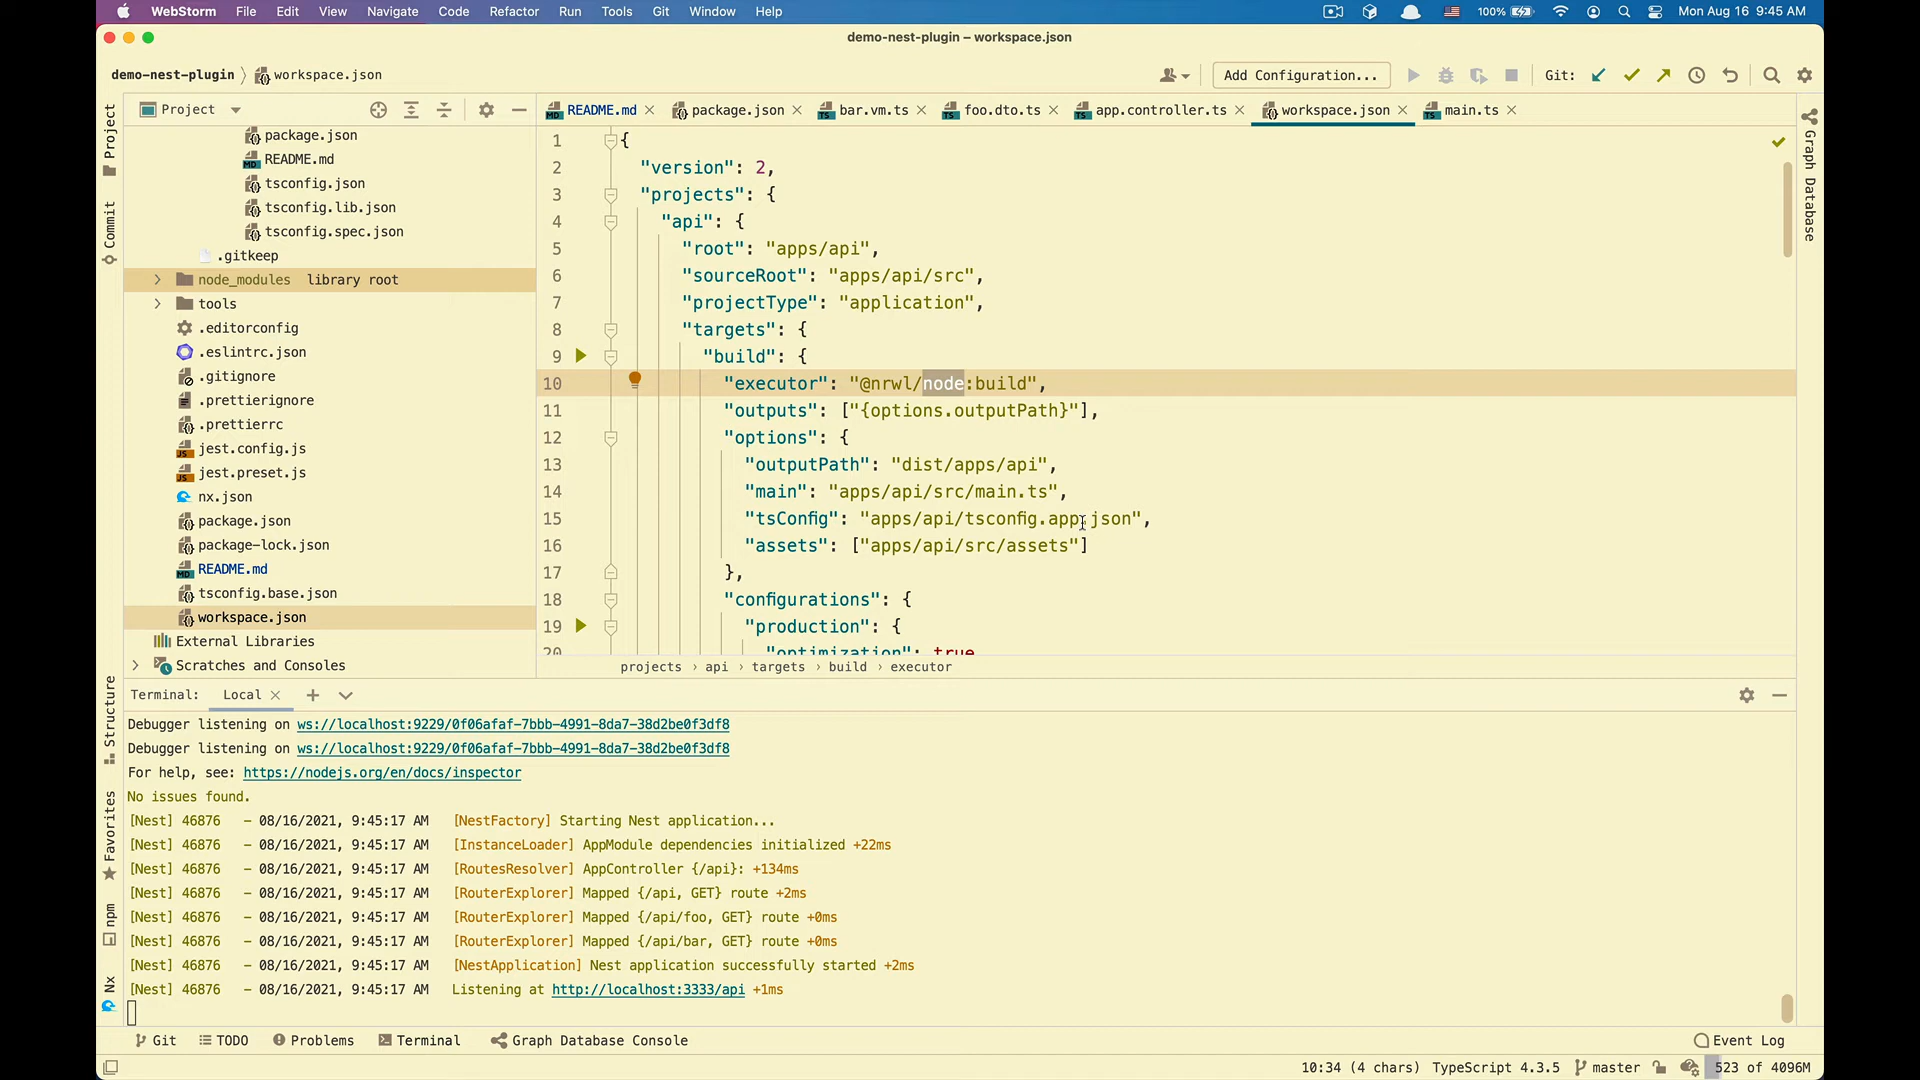 WebStorm File Edit View Navigate Code Refactor Run Tools Git Window Help 100% Mon Aug 16 9:45 AM
demo-nest-plugin – workspace.json
demo-nest-plugin workspace.json Add Configuration... Git:
Project
README.md package.json bar.vm.ts foo.dto.ts app.controller.ts workspace.json main.ts
Project
Commit
Structure
Favorites
npm
Nx
package.json
README.md
tsconfig.json
tsconfig.lib.json
tsconfig.spec.json
.gitkeep
node_modules library root
tools
.editorconfig
.eslintrc.json
.gitignore
.prettierignore
.prettierrc
jest.config.js
jest.preset.js
nx.json
package.json
package-lock.json
README.md
tsconfig.base.json
workspace.json
External Libraries
Scratches and Consoles
1 {
2 "version": 2,
3 "projects": {
4 "api": {
5 "root": "apps/api",
6 "sourceRoot": "apps/api/src",
7 "projectType": "application",
8 "targets": {
9 "build": {
10 "executor": "@nrwl/node:build",
11 "outputs": ["{options.outputPath}"],
12 "options": {
13 "outputPath": "dist/apps/api",
14 "main": "apps/api/src/main.ts",
15 "tsConfig": "apps/api/tsconfig.app.json",
16 "assets": ["apps/api/src/assets"]
17 },
18 "configurations": {
19 "production": {
20 "optimization": true
projects › api › targets › build › executor
Graph Database
Terminal: Local
Debugger listening on ws://localhost:9229/0f06afaf-7bbb-4991-8da7-38d2be0f3df8
Debugger listening on ws://localhost:9229/0f06afaf-7bbb-4991-8da7-38d2be0f3df8
For help, see: https://nodejs.org/en/docs/inspector
No issues found.
[Nest] 46876 – 08/16/2021, 9:45:17 AM [NestFactory] Starting Nest application...
[Nest] 46876 – 08/16/2021, 9:45:17 AM [InstanceLoader] AppModule dependencies initialized +22ms
[Nest] 46876 – 08/16/2021, 9:45:17 AM [RoutesResolver] AppController {/api}: +134ms
[Nest] 46876 – 08/16/2021, 9:45:17 AM [RouterExplorer] Mapped {/api, GET} route +2ms
[Nest] 46876 – 08/16/2021, 9:45:17 AM [RouterExplorer] Mapped {/api/foo, GET} route +0ms
[Nest] 46876 – 08/16/2021, 9:45:17 AM [RouterExplorer] Mapped {/api/bar, GET} route +0ms
[Nest] 46876 – 08/16/2021, 9:45:17 AM [NestApplication] Nest application successfully started +2ms
[Nest] 46876 – 08/16/2021, 9:45:17 AM Listening at http://localhost:3333/api +1ms
Git TODO Problems Terminal Graph Database Console Event Log
10:34 (4 chars) TypeScript 4.3.5 master 523 of 4096M